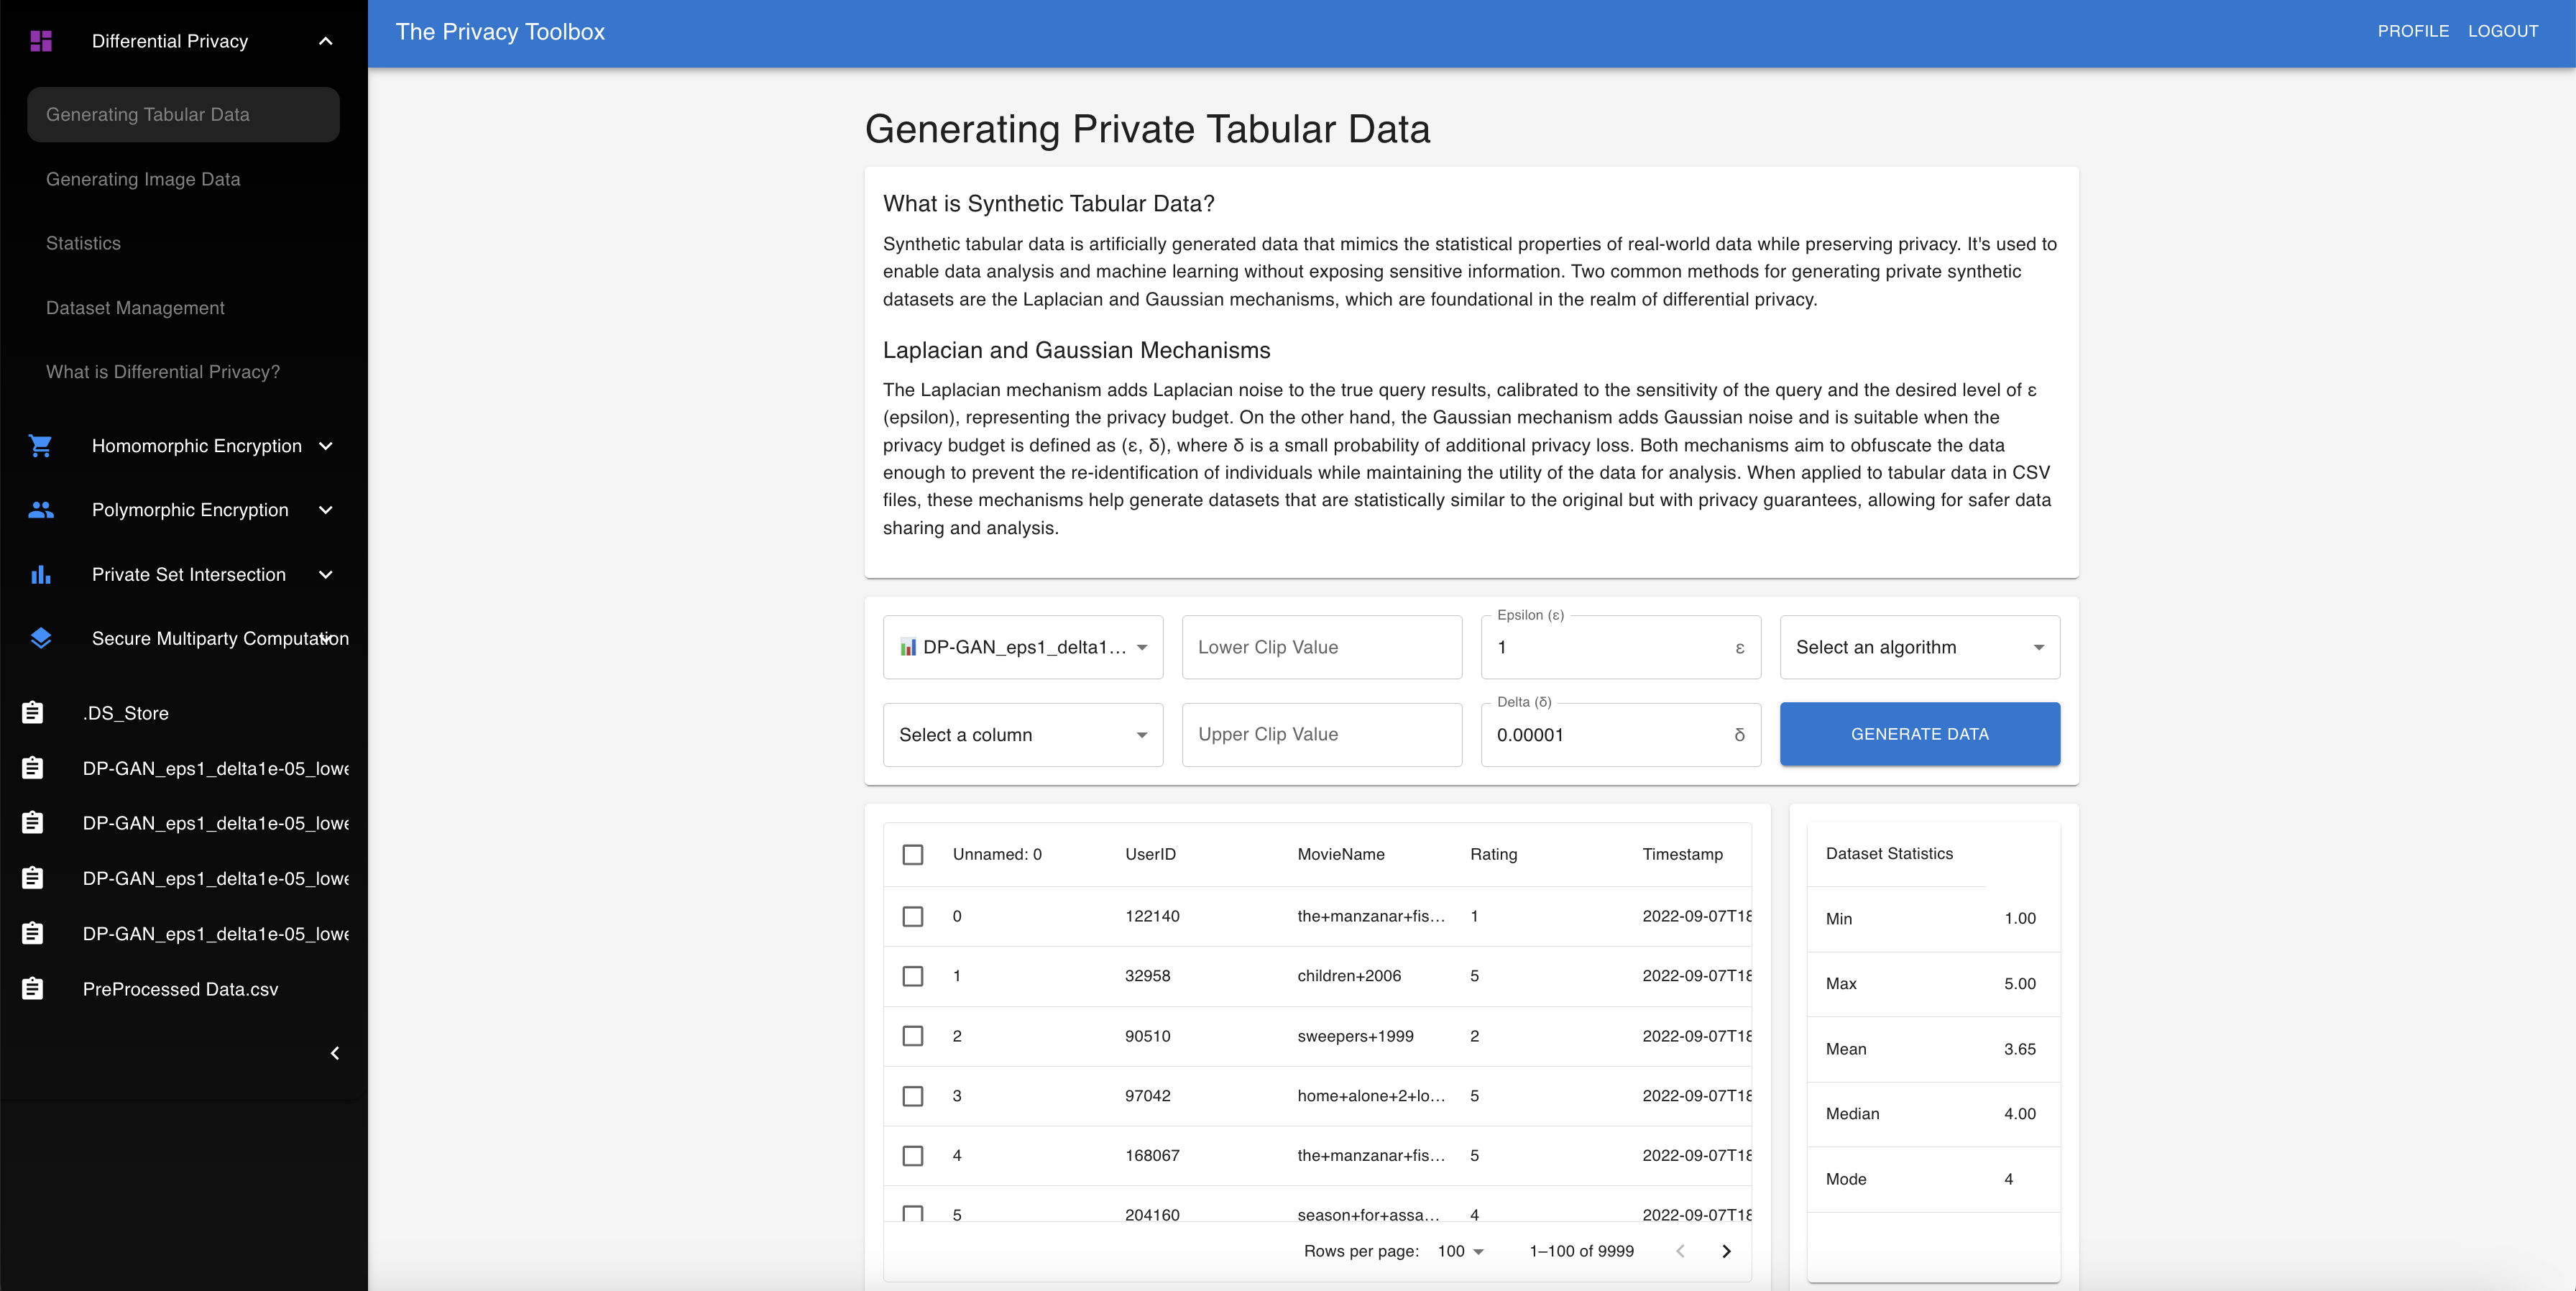 Differential Privacy
Generating Tabular Data
Generating Image Data
Statistics
Dataset Management
What is Differential Privacy?
Homomorphic Encryption
Polymorphic Encryption
Private Set Intersection
Secure Multiparty Computation
.DS_Store
DP-GAN_eps1_delta1e-05_lowe
DP-GAN_eps1_delta1e-05_lowe
DP-GAN_eps1_delta1e-05_lowe
DP-GAN_eps1_delta1e-05_lowe
PreProcessed Data.csv
The Privacy Toolbox
PROFILE LOGOUT
Generating Private Tabular Data
What is Synthetic Tabular Data?
Synthetic tabular data is artificially generated data that mimics the statistical properties of real-world data while preserving privacy. It's used to
enable data analysis and machine learning without exposing sensitive information. Two common methods for generating private synthetic
datasets are the Laplacian and Gaussian mechanisms, which are foundational in the realm of differential privacy.
Laplacian and Gaussian Mechanisms
The Laplacian mechanism adds Laplacian noise to the true query results, calibrated to the sensitivity of the query and the desired level of ε
(epsilon), representing the privacy budget. On the other hand, the Gaussian mechanism adds Gaussian noise and is suitable when the
privacy budget is defined as (ε, δ), where δ is a small probability of additional privacy loss. Both mechanisms aim to obfuscate the data
enough to prevent the re-identification of individuals while maintaining the utility of the data for analysis. When applied to tabular data in CSV
files, these mechanisms help generate datasets that are statistically similar to the original but with privacy guarantees, allowing for safer data
sharing and analysis.
Epsilon (ε)
DP-GAN_eps1_delta1... Lower Clip Value 1 ε Select an algorithm
Delta (δ)
Select a column Upper Clip Value 0.00001 δ GENERATE DATA
Unnamed: 0 UserID MovieName Rating Timestamp
0 122140 the+manzanar+fis... 1 2022-09-07T18
1 32958 children+2006 5 2022-09-07T18
2 90510 sweepers+1999 2 2022-09-07T18
3 97042 home+alone+2+lo... 5 2022-09-07T18
4 168067 the+manzanar+fis... 5 2022-09-07T18
5 204160 season+for+assa... 4 2022-09-07T18
Rows per page: 100 1–100 of 9999
Dataset Statistics
Min 1.00
Max 5.00
Mean 3.65
Median 4.00
Mode 4